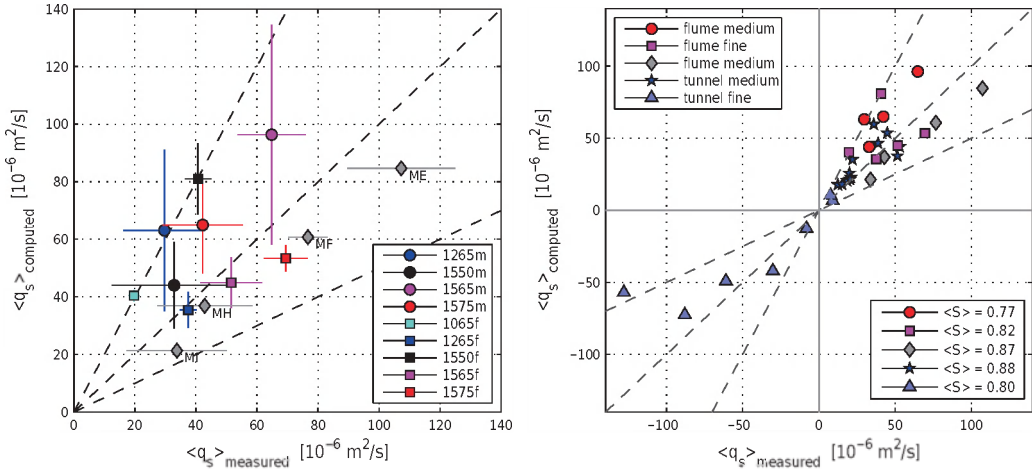 140
120
100
80
60
40
20
0
<q_s>_computed [10^−6 m^2/s]
0 20 40 60 80 100 120 140
<q_s>_measured, [10^−6 m^2/s]
ME
MF
MH
MJ
1265m
1550m
1565m
1575m
1065f
1265f
1550f
1565f
1575f
100
50
0
−50
−100
<q_s>_computed [10^−6 m^2/s]
−100 −50 0 50 100
<q_s>_measured [10^−6 m^2/s]
flume medium
flume fine
flume medium
tunnel medium
tunnel fine
<S> = 0.77
<S> = 0.82
<S> = 0.87
<S> = 0.88
<S> = 0.80